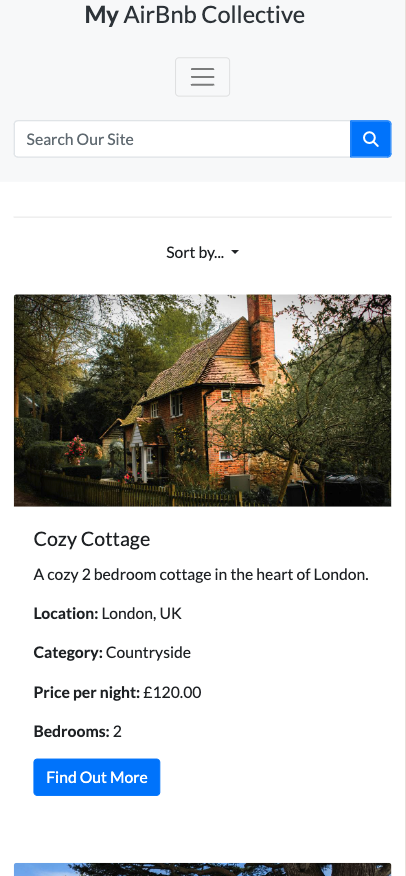 My AirBnb Collective
Search Our Site
Sort by...
Cozy Cottage
A cozy 2 bedroom cottage in the heart of London.
Location: London, UK
Category: Countryside
Price per night: £120.00
Bedrooms: 2
Find Out More